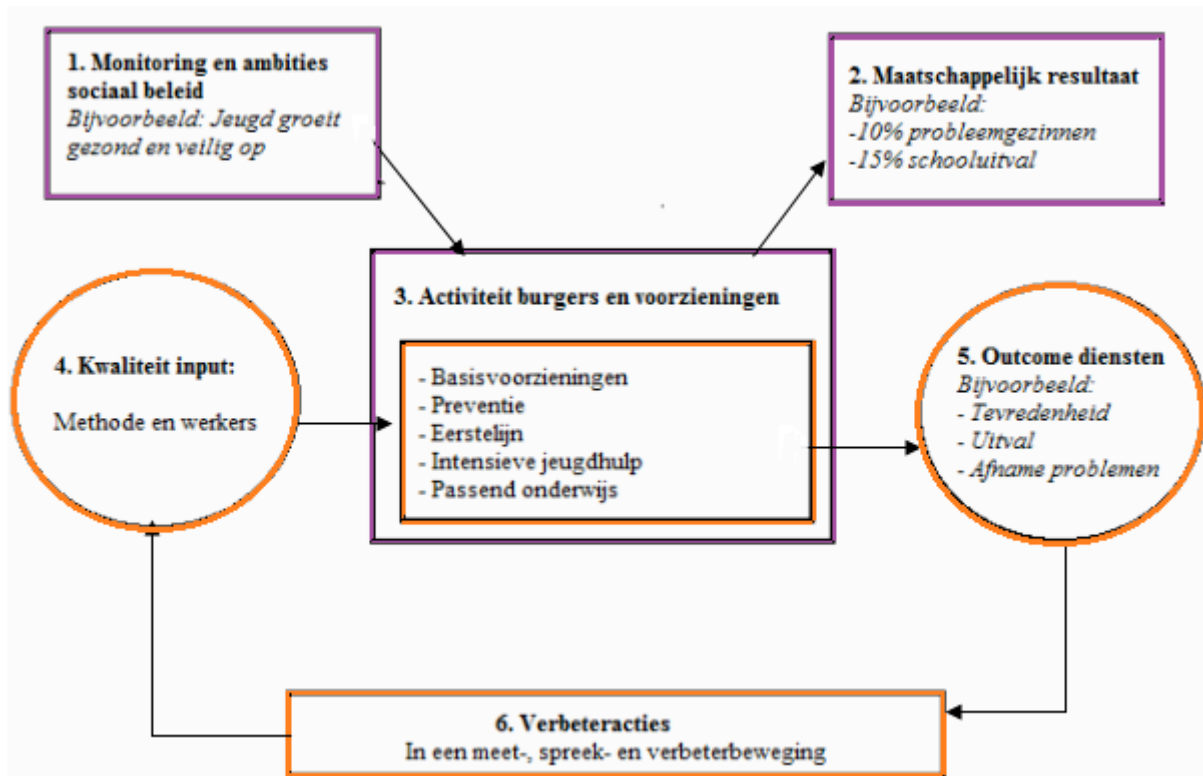 1. Monitoring en ambities
sociaal beleid
Bijvoorbeeld: Jeugd groeit
gezond en veilig op
2. Maatschappelijk resultaat
Bijvoorbeeld:
-10% probleemgezinnen
-15% schooluitval
3. Activiteit burgers en voorzieningen
- Basisvoorzieningen
- Preventie
- Eerstelijn
- Intensieve jeugdhulp
- Passend onderwijs
4. Kwaliteit input:
Methode en werkers
5. Outcome diensten
Bijvoorbeeld:
- Tevredenheid
- Uitval
- Afname problemen
6. Verbeteracties
In een meet-, spreek- en verbeterbeweging